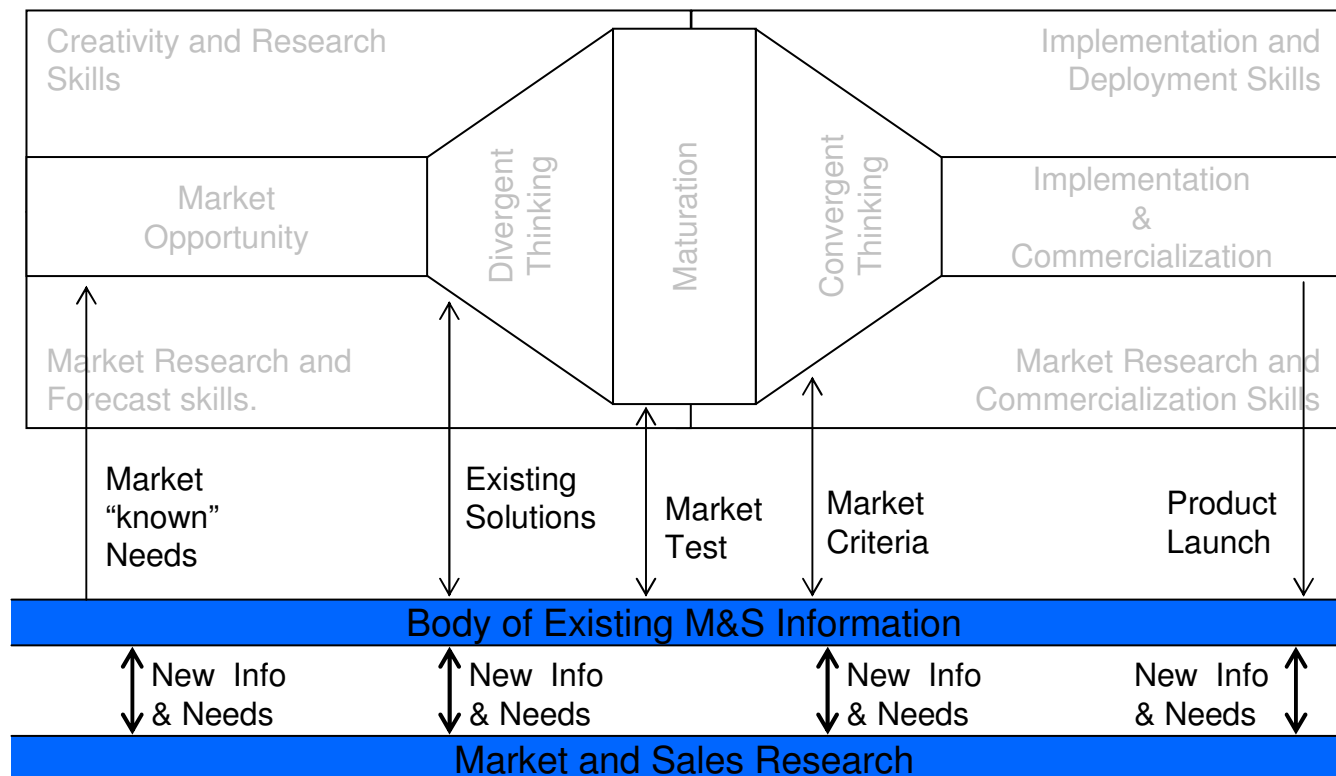 Creativity and Research
Skills
Implementation and
Deployment Skills
Market
Opportunity
Divergent
Thinking
Maturation
Convergent
Thinking
Implementation
&
Commercialization
Market Research and
Forecast skills.
Market Research and
Commercialization Skills
Market
“known”
Needs
Existing
Solutions
Market
Test
Market
Criteria
Product
Launch
Body of Existing M&S Information
New Info
& Needs
New Info
& Needs
New Info
& Needs
New Info
& Needs
Market and Sales Research